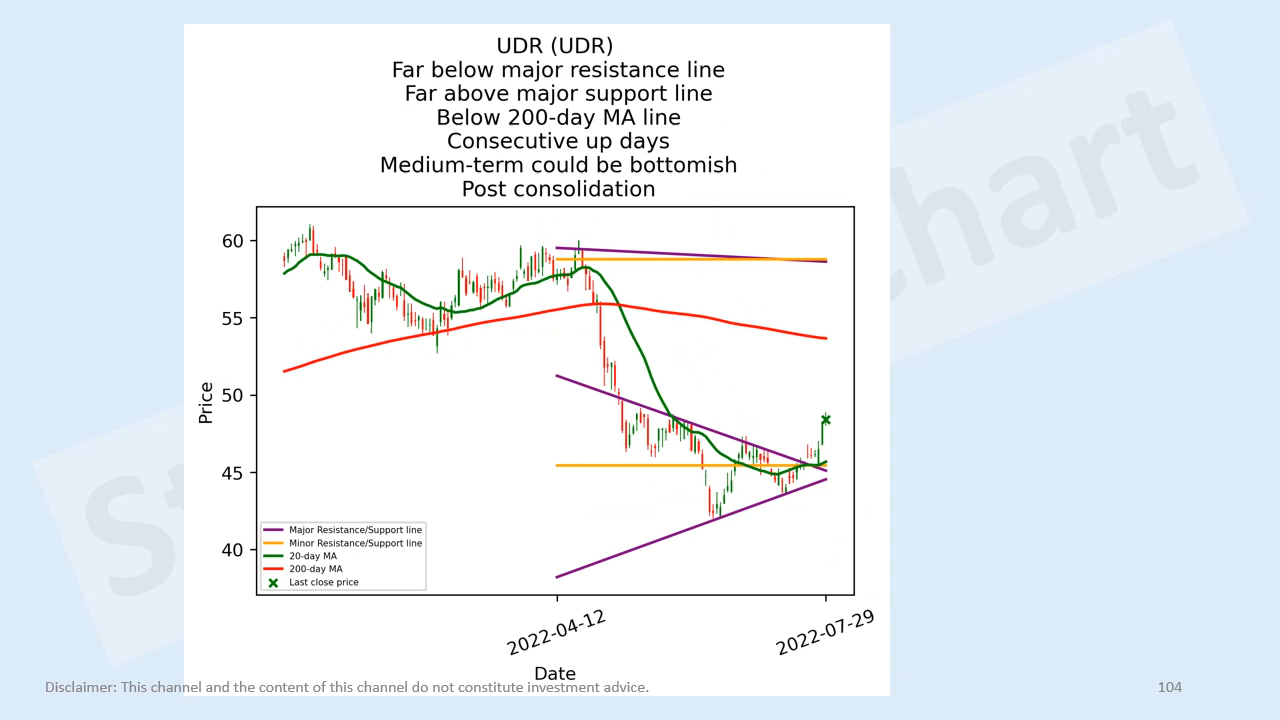 UDR (UDR)
Far below major resistance line
Far above major support line
Below 200-day MA line
Consecutive up days
Medium-term could be bottomish
Post consolidation
60
55
50
45
40
Price
Major Resistance/Support line
Minor Resistance/Support line
20-day MA
200-day MA
Last close price
2022-04-12
2022-07-29
Date
Disclaimer: This channel and the content of this channel do not constitute investment advice.
104